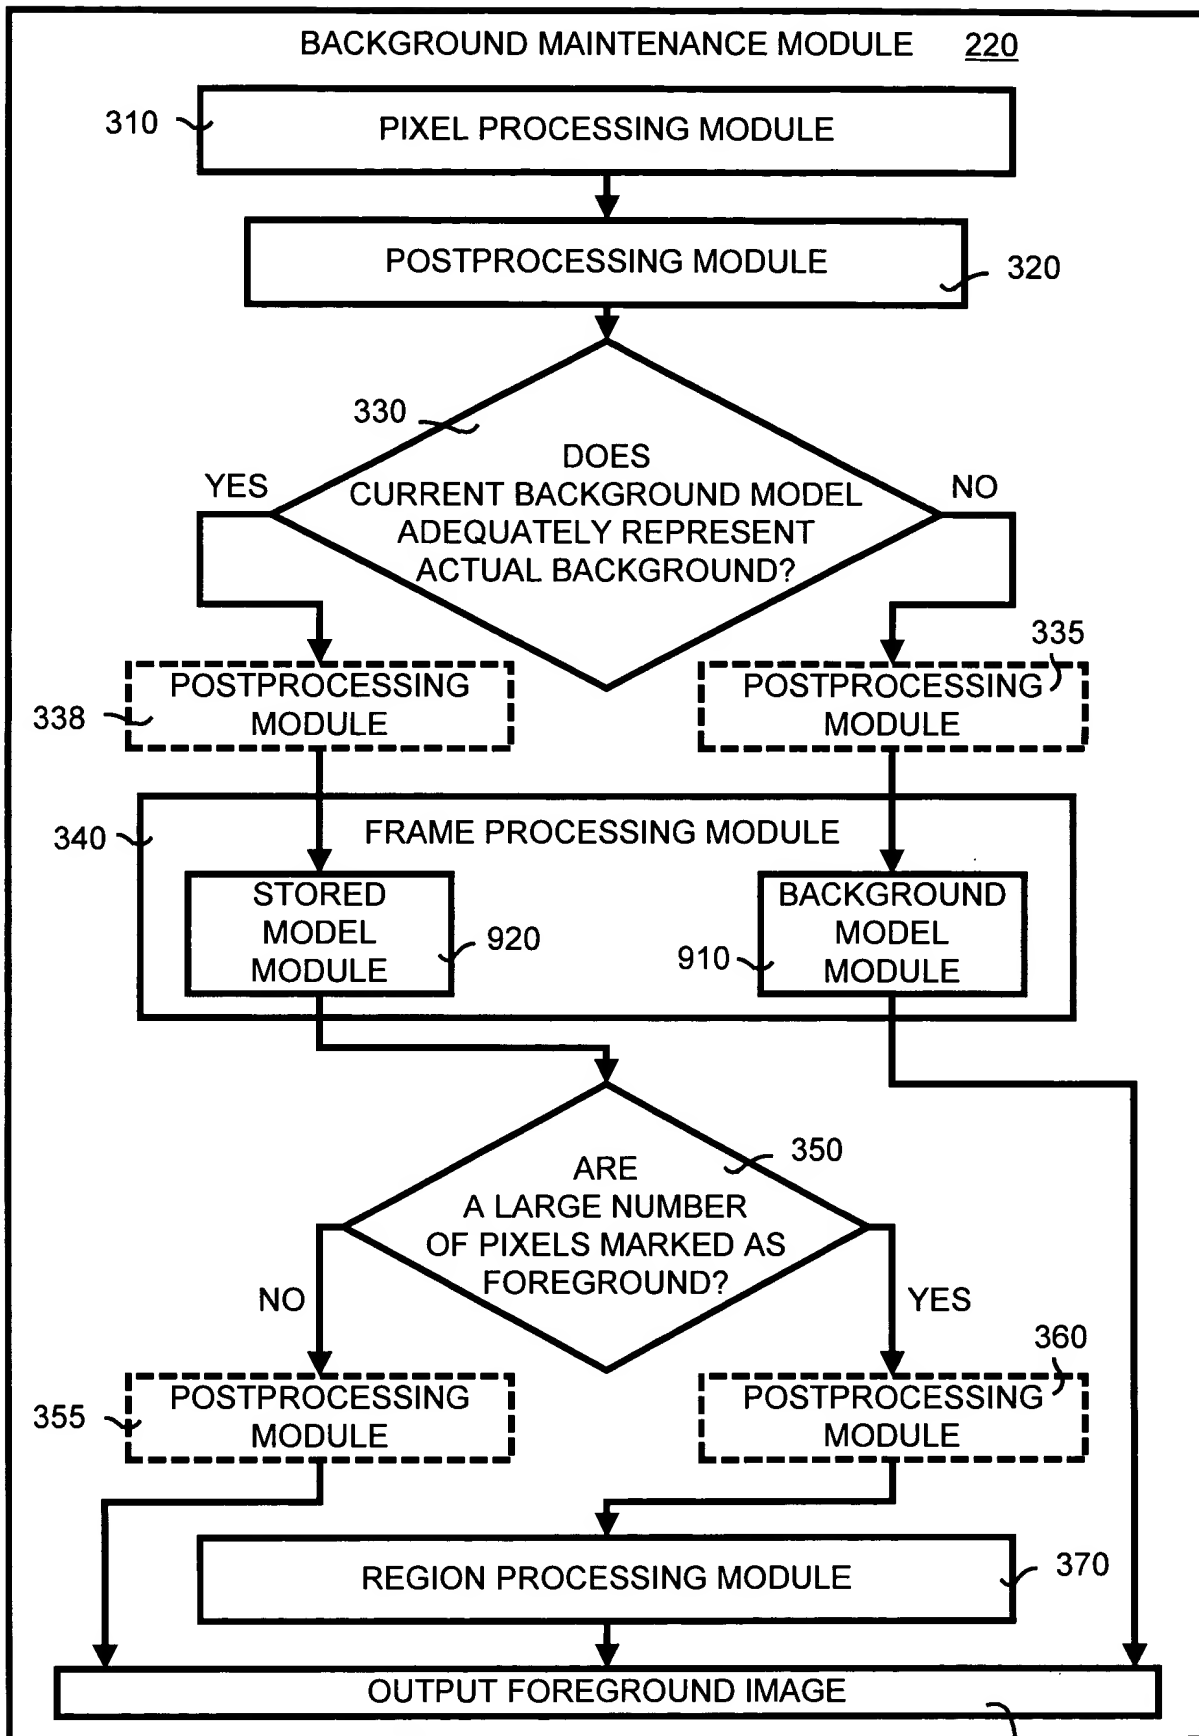 BACKGROUND MAINTENANCE MODULE 220
310
PIXEL PROCESSING MODULE
POSTPROCESSING MODULE
320
330
DOES
CURRENT BACKGROUND MODEL
ADEQUATELY REPRESENT
ACTUAL BACKGROUND?
YES
NO
335
POSTPROCESSING
MODULE
338
POSTPROCESSING
MODULE
340
FRAME PROCESSING MODULE
STORED
MODEL
MODULE
920
BACKGROUND
MODEL
MODULE
910
350
ARE
A LARGE NUMBER
OF PIXELS MARKED AS
FOREGROUND?
NO
YES
360
POSTPROCESSING
MODULE
355
POSTPROCESSING
MODULE
REGION PROCESSING MODULE
370
OUTPUT FOREGROUND IMAGE